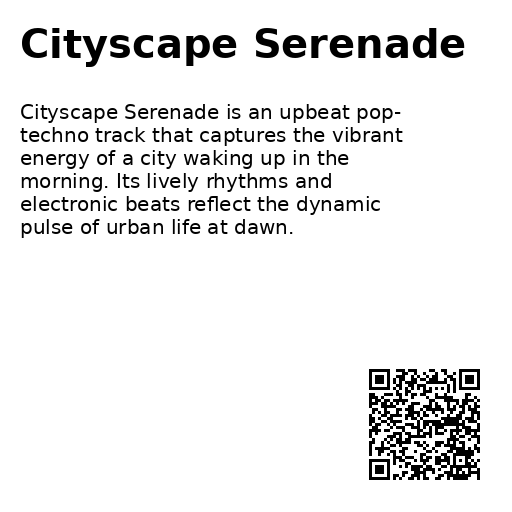 Cityscape Serenade
Cityscape Serenade is an upbeat pop-
techno track that captures the vibrant
energy of a city waking up in the
morning. Its lively rhythms and
electronic beats reflect the dynamic
pulse of urban life at dawn.